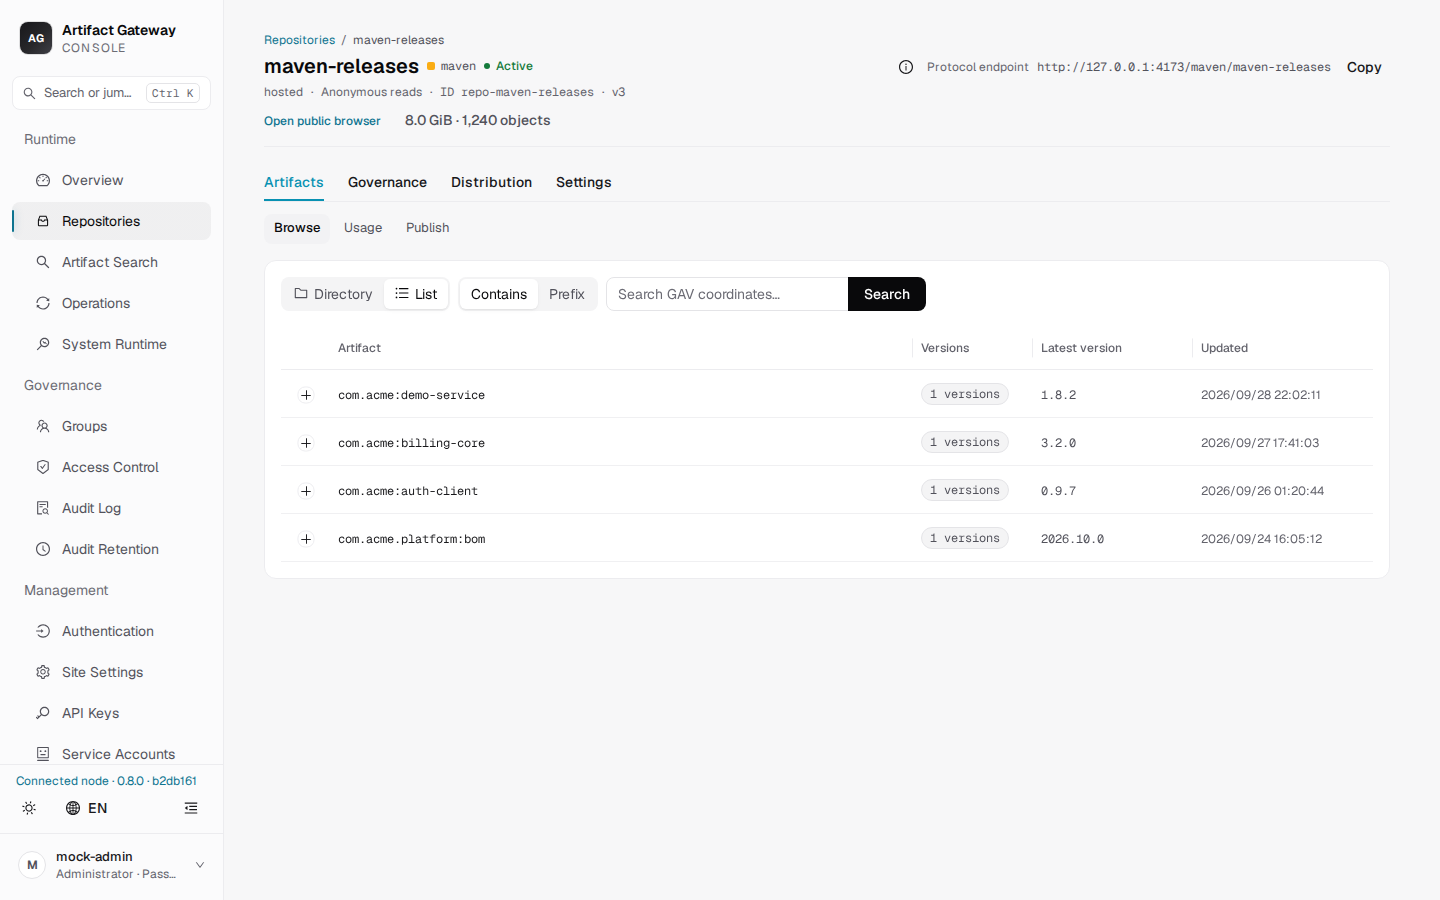 AG
Artifact Gateway
CONSOLE
Search or jum... Ctrl K
Runtime
Overview
Repositories
Artifact Search
Operations
System Runtime
Governance
Groups
Access Control
Audit Log
Audit Retention
Management
Authentication
Site Settings
API Keys
Service Accounts
Connected node · 0.8.0 · b2db161
EN
M
mock-admin
Administrator · Pass...
Repositories / maven-releases
maven-releases maven Active
Protocol endpoint http://127.0.0.1:4173/maven/maven-releases Copy
hosted · Anonymous reads · ID repo-maven-releases · v3
Open public browser 8.0 GiB · 1,240 objects
Artifacts Governance Distribution Settings
Browse Usage Publish
Directory List Contains Prefix Search GAV coordinates... Search
Artifact Versions Latest version Updated
com.acme:demo-service 1 versions 1.8.2 2026/09/28 22:02:11
com.acme:billing-core 1 versions 3.2.0 2026/09/27 17:41:03
com.acme:auth-client 1 versions 0.9.7 2026/09/26 01:20:44
com.acme.platform:bom 1 versions 2026.10.0 2026/09/24 16:05:12